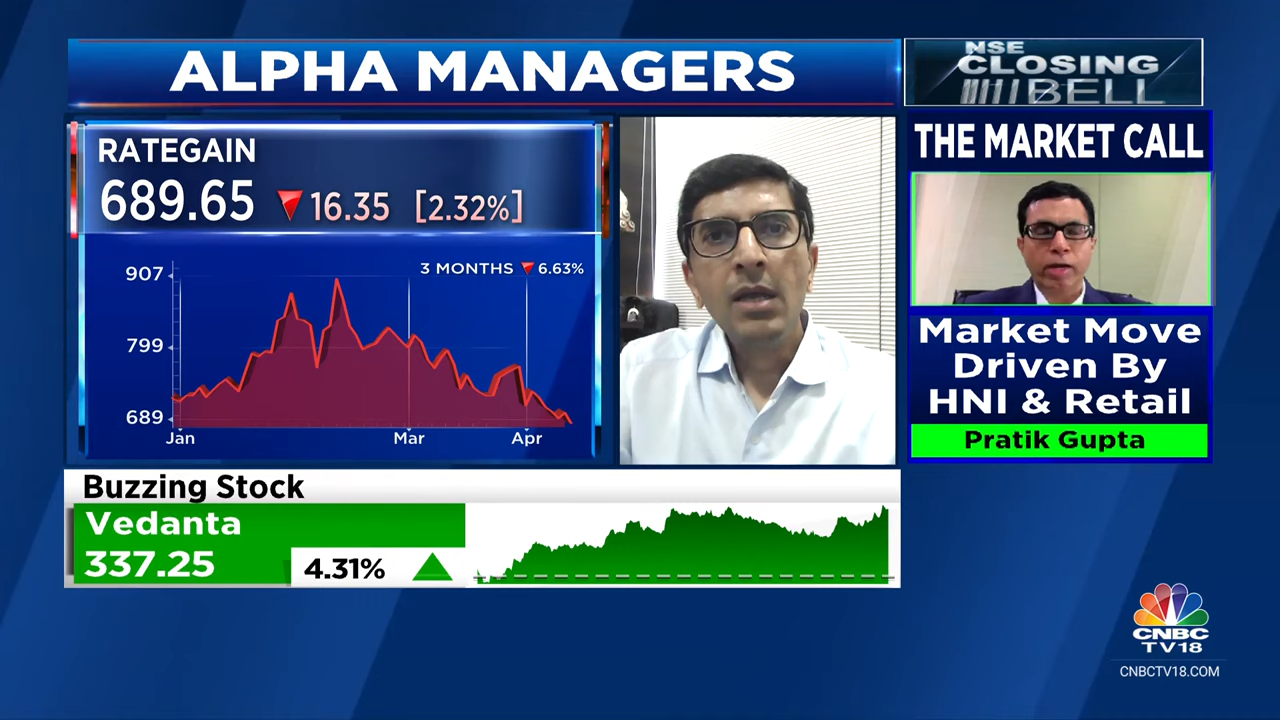 ALPHA MANAGERS
NSE
CLOSING
BELL
RATEGAIN
689.65 ▼ 16.35 [2.32%]
3 MONTHS ▼ 6.63%
907
799
689
Jan Mar Apr
THE MARKET CALL
Market Move
Driven By
HNI & Retail
Pratik Gupta
Buzzing Stock
Vedanta
337.25 4.31% ▲
CNBC
TV18
CNBCTV18.COM